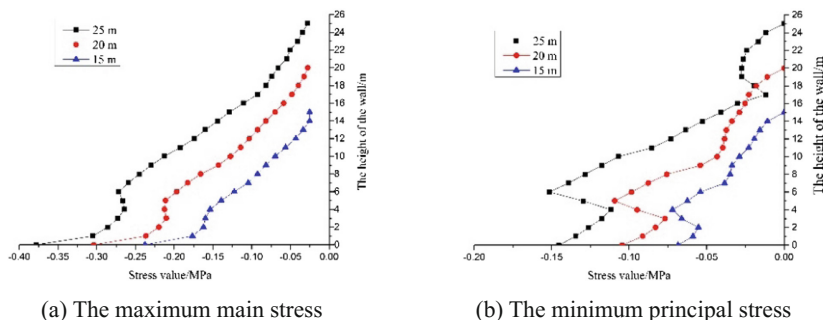 25 m
20 m
15 m
26
24
22
20
18
16
14
12
10
8
6
4
2
0
The height of the wall/m
-0.40 -0.35 -0.30 -0.25 -0.20 -0.15 -0.10 -0.05 0.00
Stress value/MPa
(a) The maximum main stress
25 m
20 m
15 m
26
24
22
20
18
16
14
12
10
8
6
4
2
0
The height of the wall/m
-0.20 -0.15 -0.10 -0.05 0.00
Stress value/MPa
(b) The minimum principal stress